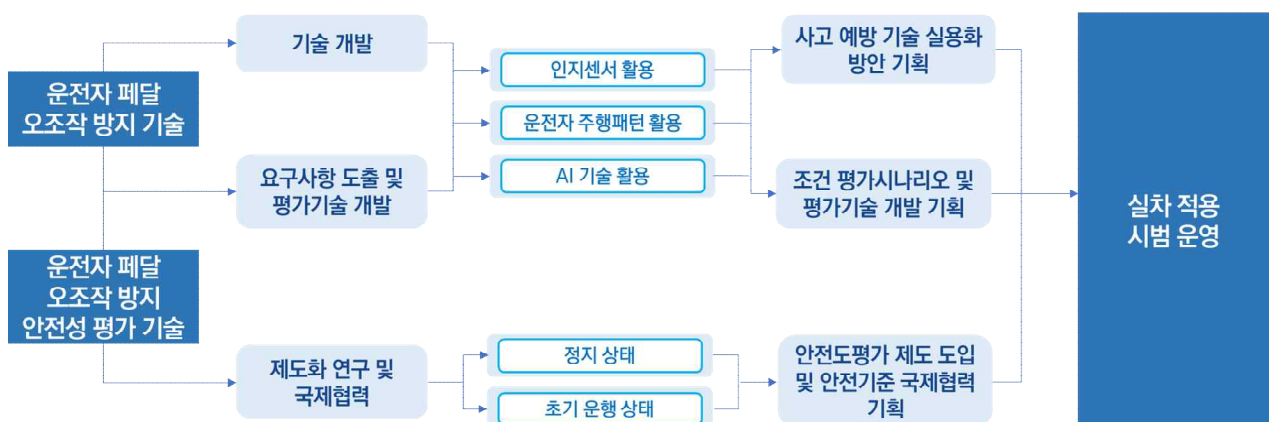 운전자 페달
오조작 방지 기술
운전자 페달
오조작 방지
안전성 평가 기술
기술 개발
요구사항 도출 및
평가기술 개발
제도화 연구 및
국제협력
인지센서 활용
운전자 주행패턴 활용
AI 기술 활용
정지 상태
초기 운행 상태
사고 예방 기술 실용화
방안 기획
조건 평가시나리오 및
평가기술 개발 기획
안전도평가 제도 도입
및 안전기준 국제협력
기획
실차 적용
시범 운영